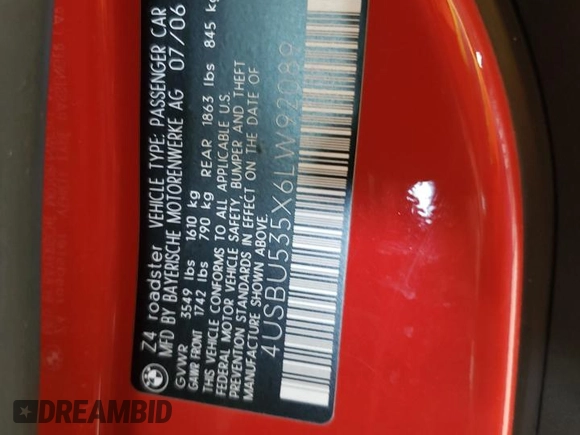 Z4 roadster VEHICLE TYPE: PASSENGER CAR
MFD BY BAYERISCHE MOTORENWERKE AG 07/06
GVWR 3549 lbs 1610 kg
GAWR FRONT 1742 lbs 790 kg REAR 1863 lbs 845 kg
THIS VEHICLE CONFORMS TO ALL APPLICABLE U.S.
FEDERAL MOTOR VEHICLE SAFETY, BUMPER AND THEFT
PREVENTION STANDARDS IN EFFECT ON THE DATE OF
MANUFACTURE SHOWN ABOVE.
4USBU535X6LW92089
DREAMBID